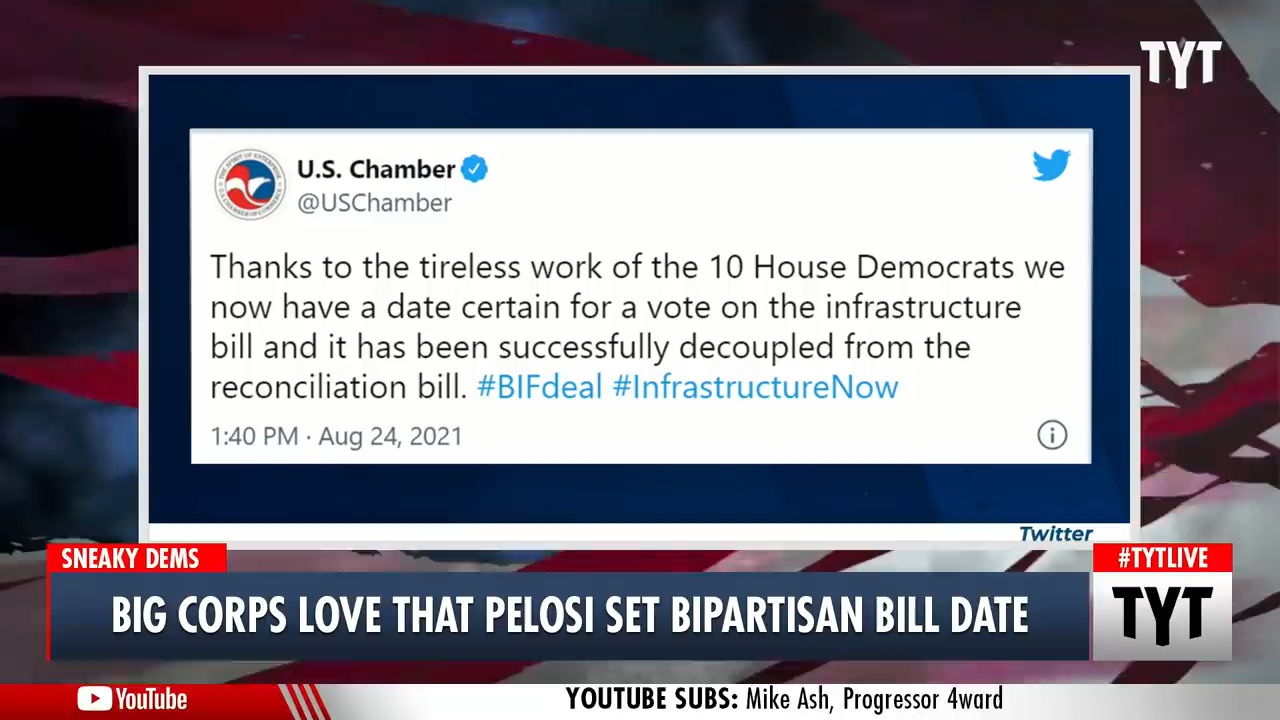 TYT
U.S. Chamber
@USChamber
Thanks to the tireless work of the 10 House Democrats we
now have a date certain for a vote on the infrastructure
bill and it has been successfully decoupled from the
reconciliation bill. #BIFdeal #InfrastructureNow
1:40 PM · Aug 24, 2021
Twitter
SNEAKY DEMS
#TYTLIVE
BIG CORPS LOVE THAT PELOSI SET BIPARTISAN BILL DATE
TYT
YouTube
YOUTUBE SUBS: Mike Ash, Progressor 4ward